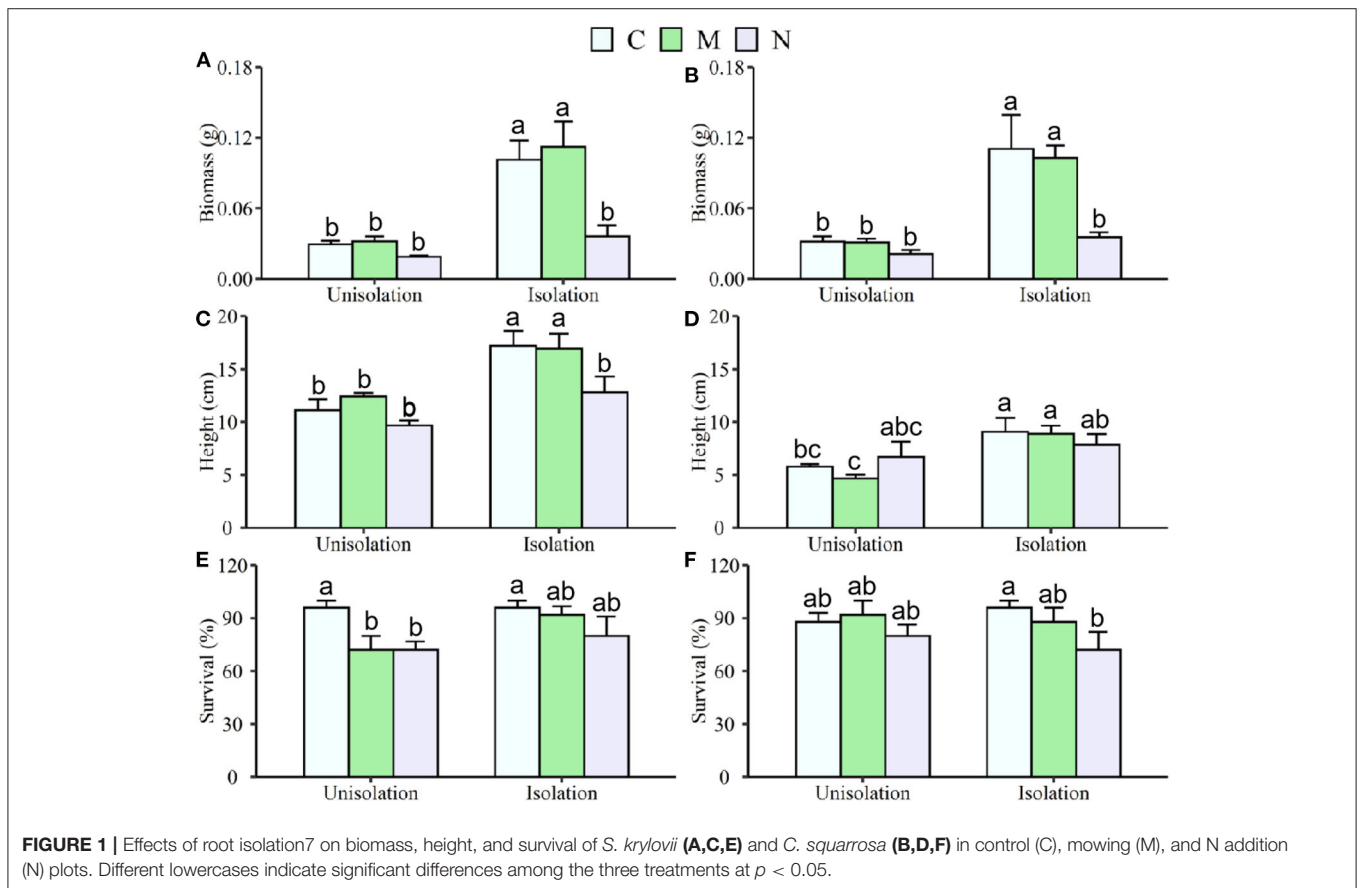 C M N
A
0.18
0.12
0.06
0.00
Biomass (g)
b b b a a b
Unisolation Isolation
B
0.18
0.12
0.06
0.00
Biomass (g)
b b b a a b
Unisolation Isolation
C
20
15
10
5
0
Height (cm)
b b b a a b
Unisolation Isolation
D
20
15
10
5
0
Height (cm)
bc c abc a a ab
Unisolation Isolation
E
120
90
60
30
0
Survival (%)
a b b a ab ab
Unisolation Isolation
F
120
90
60
30
0
Survival (%)
ab ab ab a ab b
Unisolation Isolation
FIGURE 1 | Effects of root isolation7 on biomass, height, and survival of S. krylovii (A,C,E) and C. squarrosa (B,D,F) in control (C), mowing (M), and N addition
(N) plots. Different lowercases indicate significant differences among the three treatments at p < 0.05.